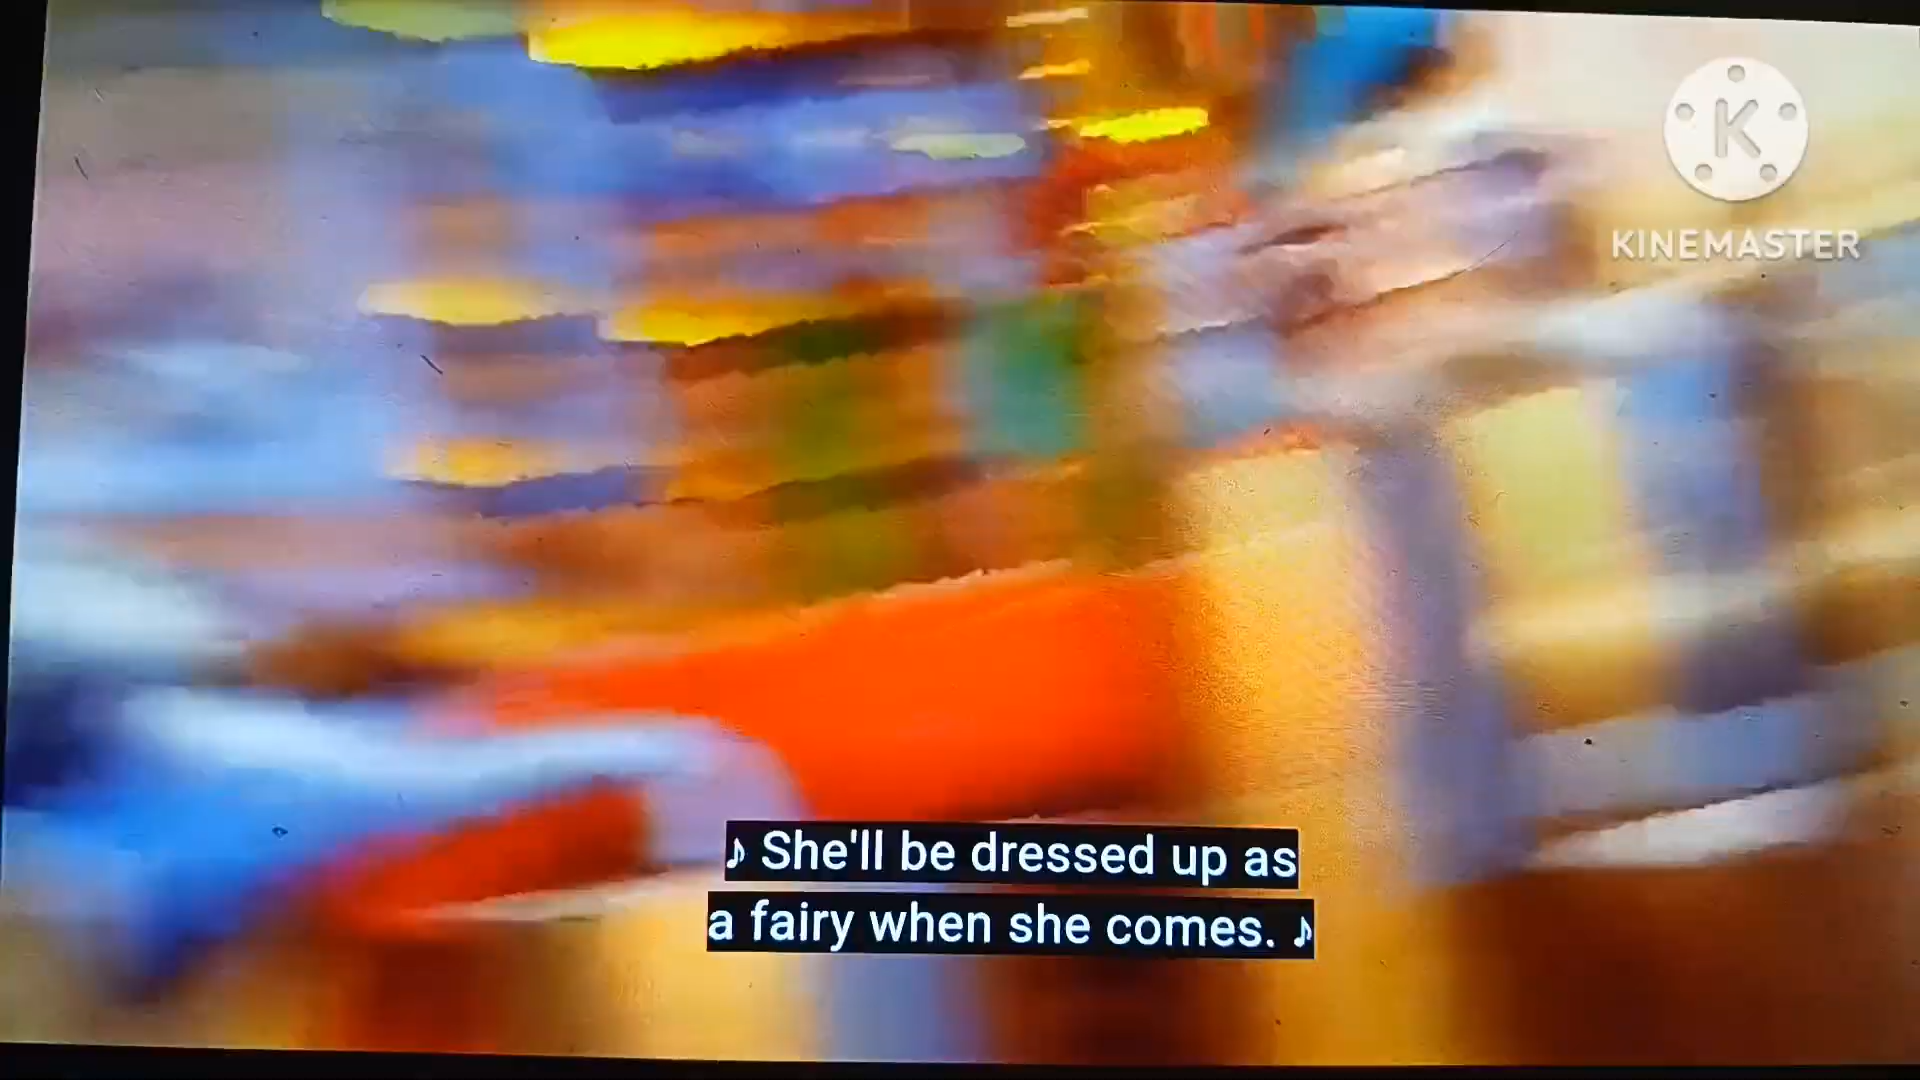 K
KINEMASTER
♪ She'll be dressed up as
a fairy when she comes. ♪